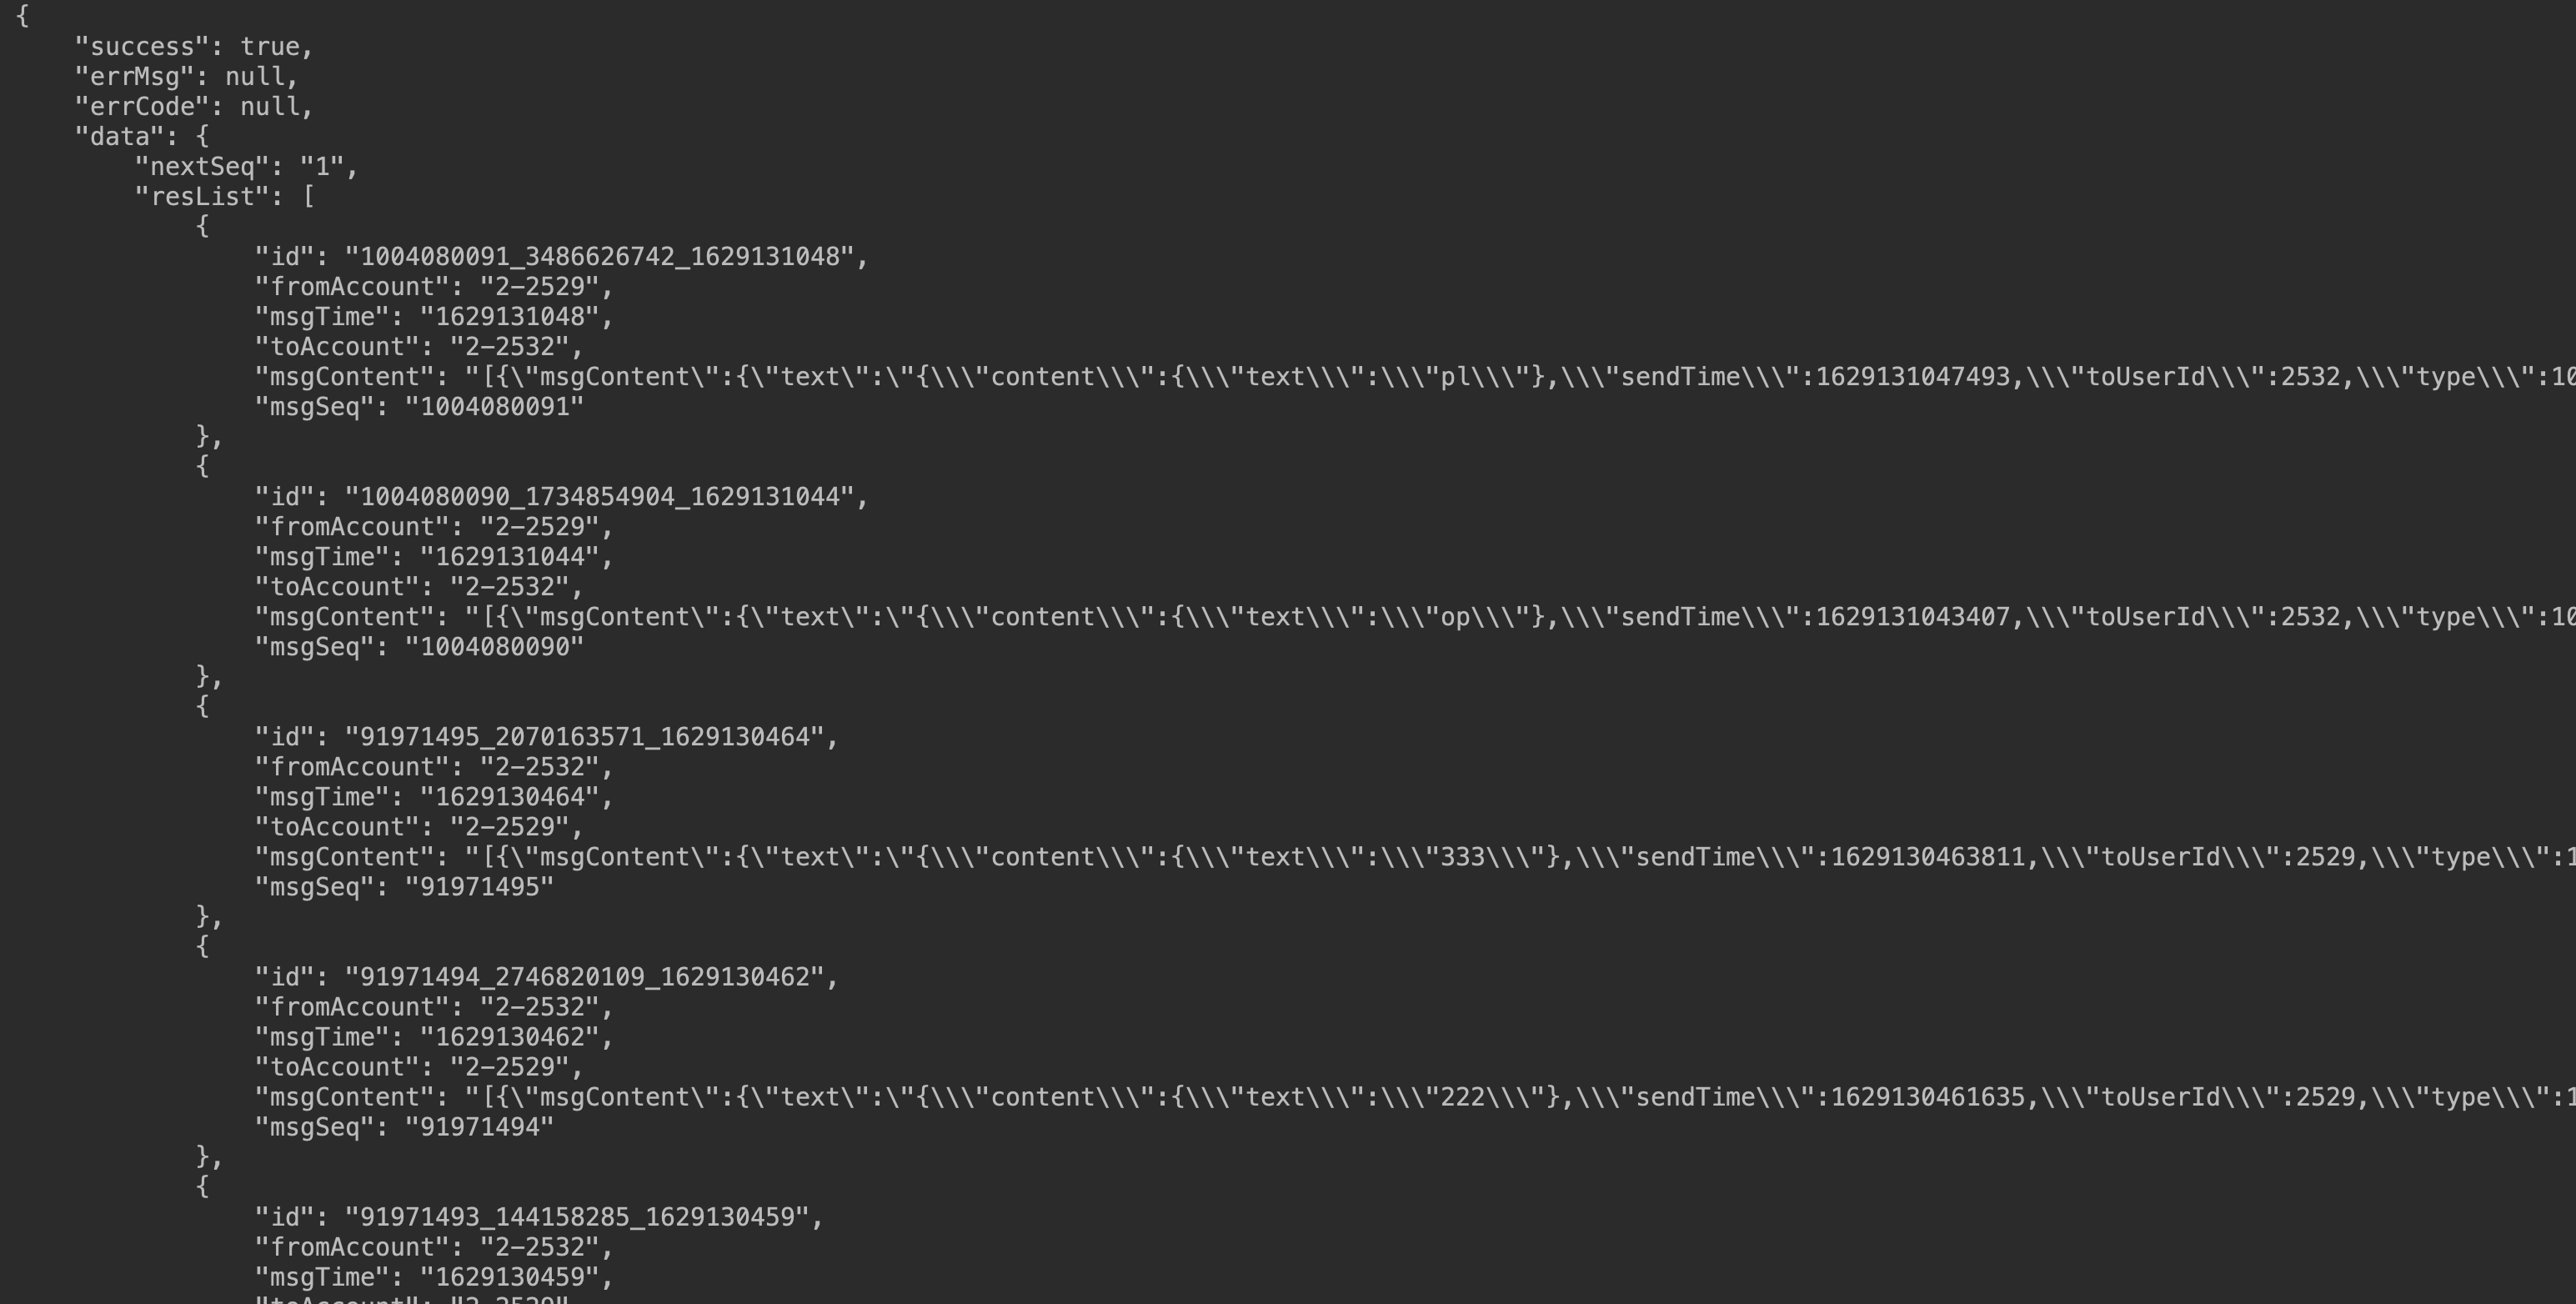 {
    "success": true,
    "errMsg": null,
    "errCode": null,
    "data": {
        "nextSeq": "1",
        "resList": [
            {
                "id": "1004080091_3486626742_1629131048",
                "fromAccount": "2-2529",
                "msgTime": "1629131048",
                "toAccount": "2-2532",
                "msgContent": "[{\"msgContent\":{\"text\":\"{\\\"content\\\":{\\\"text\\\":\\\"pl\\\"},\\\"sendTime\\\":1629131047493,\\\"toUserId\\\":2532,\\\"type\\\":10
                "msgSeq": "1004080091"
            },
            {
                "id": "1004080090_1734854904_1629131044",
                "fromAccount": "2-2529",
                "msgTime": "1629131044",
                "toAccount": "2-2532",
                "msgContent": "[{\"msgContent\":{\"text\":\"{\\\"content\\\":{\\\"text\\\":\\\"op\\\"},\\\"sendTime\\\":1629131043407,\\\"toUserId\\\":2532,\\\"type\\\":10
                "msgSeq": "1004080090"
            },
            {
                "id": "91971495_2070163571_1629130464",
                "fromAccount": "2-2532",
                "msgTime": "1629130464",
                "toAccount": "2-2529",
                "msgContent": "[{\"msgContent\":{\"text\":\"{\\\"content\\\":{\\\"text\\\":\\\"333\\\"},\\\"sendTime\\\":1629130463811,\\\"toUserId\\\":2529,\\\"type\\\":1
                "msgSeq": "91971495"
            },
            {
                "id": "91971494_2746820109_1629130462",
                "fromAccount": "2-2532",
                "msgTime": "1629130462",
                "toAccount": "2-2529",
                "msgContent": "[{\"msgContent\":{\"text\":\"{\\\"content\\\":{\\\"text\\\":\\\"222\\\"},\\\"sendTime\\\":1629130461635,\\\"toUserId\\\":2529,\\\"type\\\":1
                "msgSeq": "91971494"
            },
            {
                "id": "91971493_144158285_1629130459",
                "fromAccount": "2-2532",
                "msgTime": "1629130459",